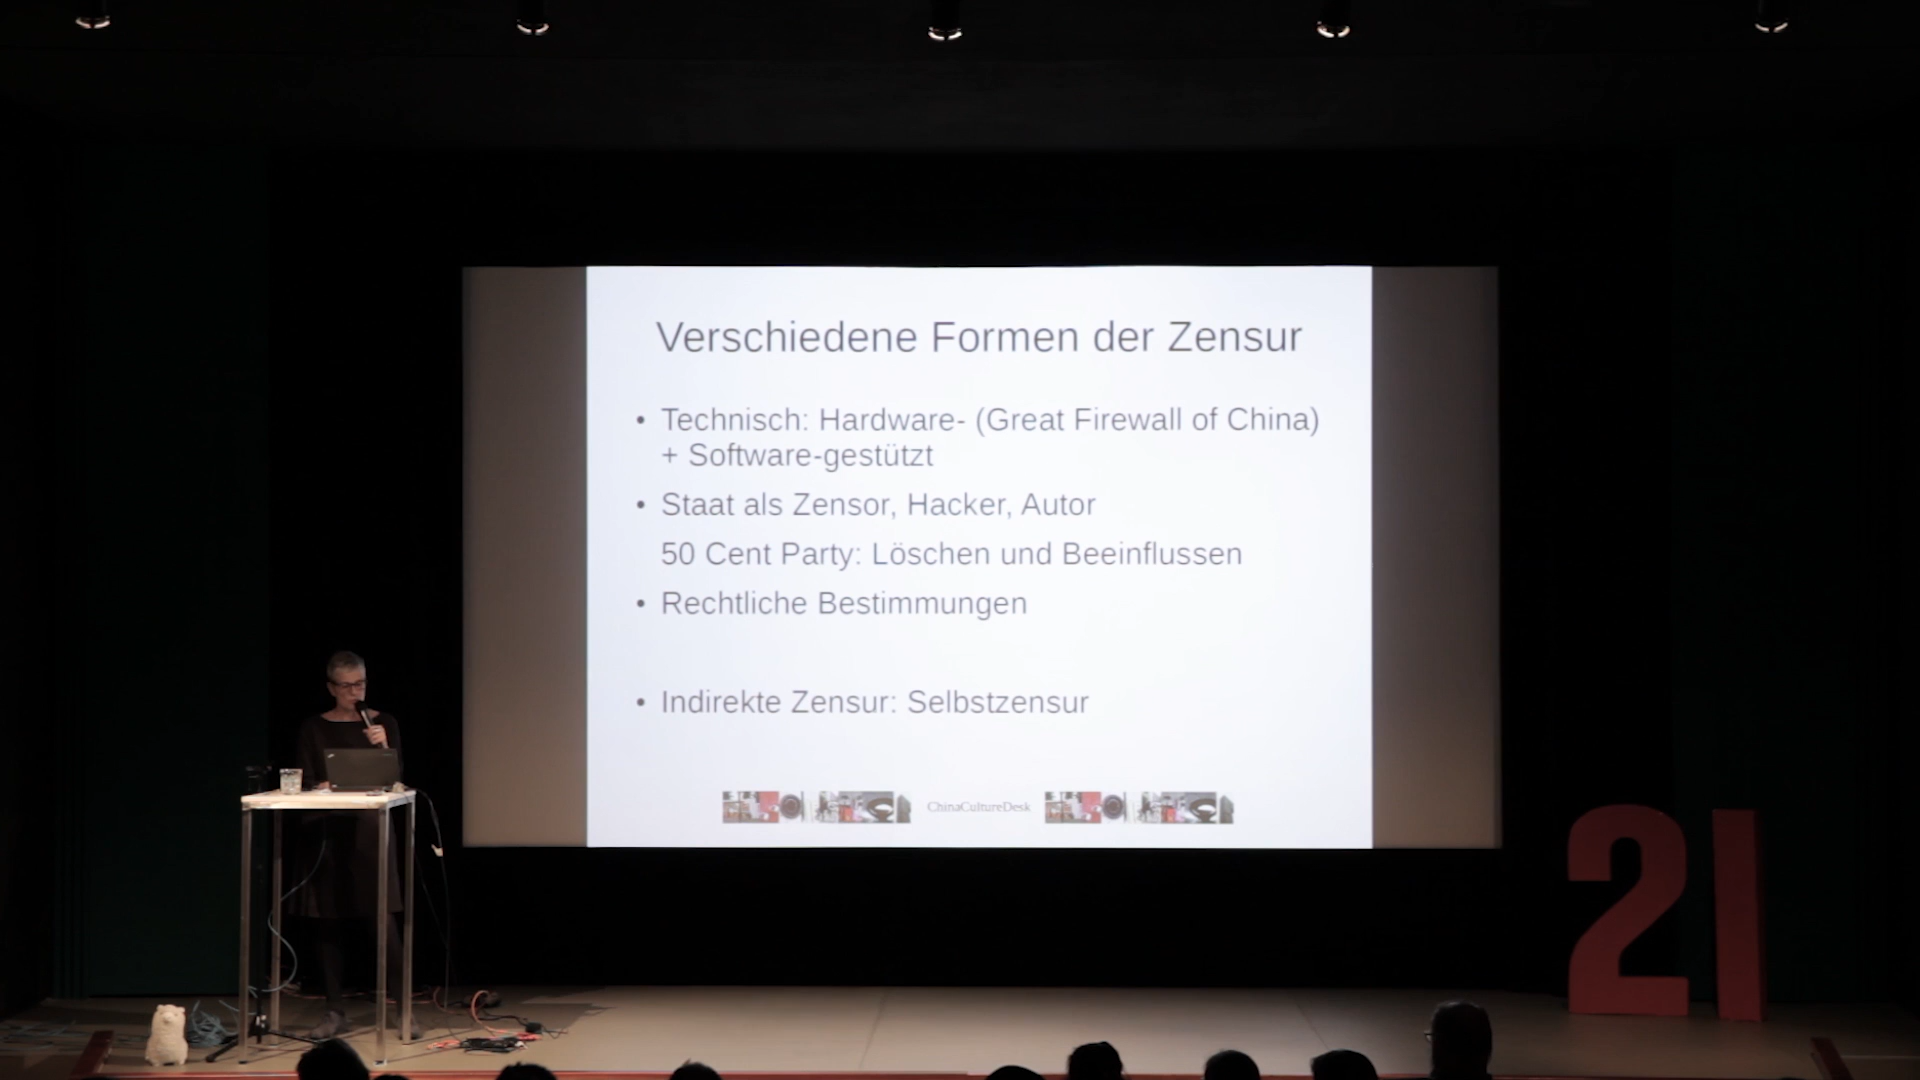 Verschiedene Formen der Zensur
• Technisch: Hardware- (Great Firewall of China)
+ Software-gestützt
• Staat als Zensor, Hacker, Autor
50 Cent Party: Löschen und Beeinflussen
• Rechtliche Bestimmungen
• Indirekte Zensur: Selbstzensur
ChinaCultureDesk
21